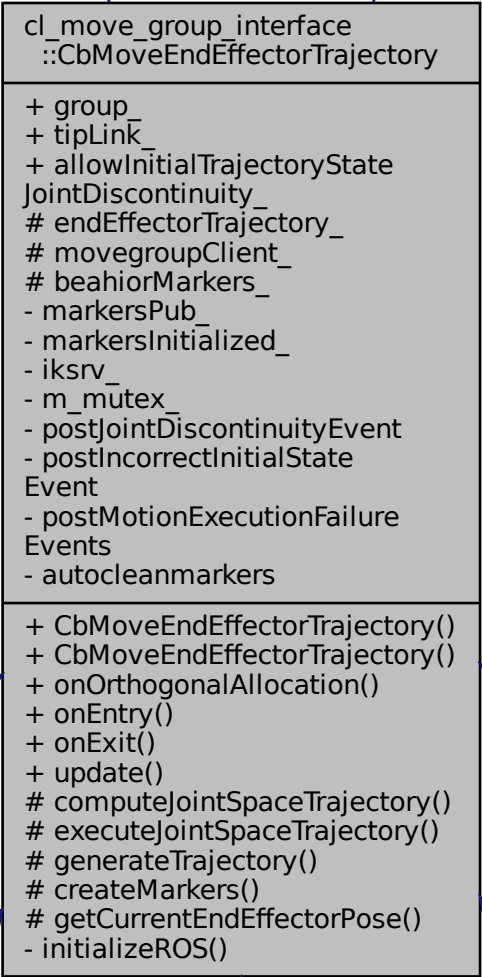 cl_move_group_interface
::CbMoveEndEffectorTrajectory
+ group_
+ tipLink_
+ allowInitialTrajectoryState
JointDiscontinuity_
# endEffectorTrajectory_
# movegroupClient_
# beahiorMarkers_
- markersPub_
- markersInitialized_
- iksrv_
- m_mutex_
- postJointDiscontinuityEvent
- postIncorrectInitialState
Event
- postMotionExecutionFailure
Events
- autocleanmarkers
+ CbMoveEndEffectorTrajectory()
+ CbMoveEndEffectorTrajectory()
+ onOrthogonalAllocation()
+ onEntry()
+ onExit()
+ update()
# computeJointSpaceTrajectory()
# executeJointSpaceTrajectory()
# generateTrajectory()
# createMarkers()
# getCurrentEndEffectorPose()
- initializeROS()